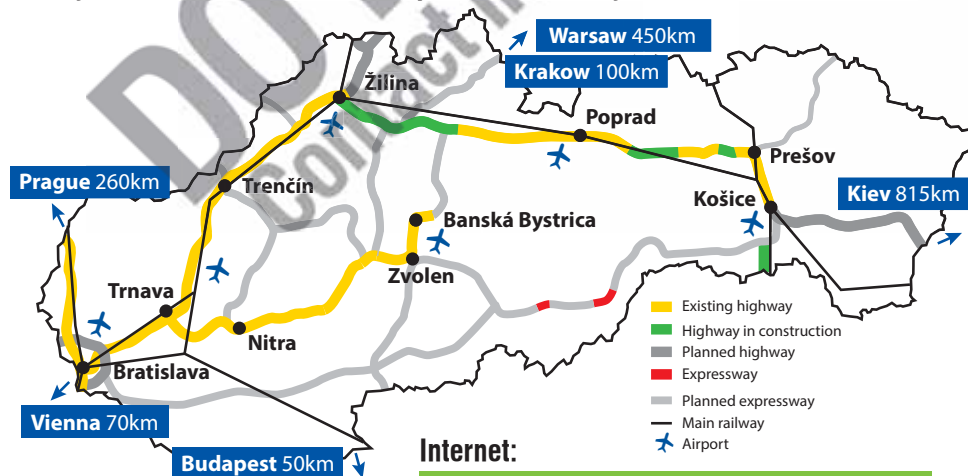 Warsaw 450km
Krakow 100km
Žilina
Poprad
Prešov
Prague 260km
Trenčín
Košice
Kiev 815km
Banská Bystrica
Zvolen
Trnava
Nitra
Bratislava
Vienna 70km
Budapest 50km
Existing highway
Highway in construction
Planned highway
Expressway
Planned expressway
Main railway
Airport
Internet: